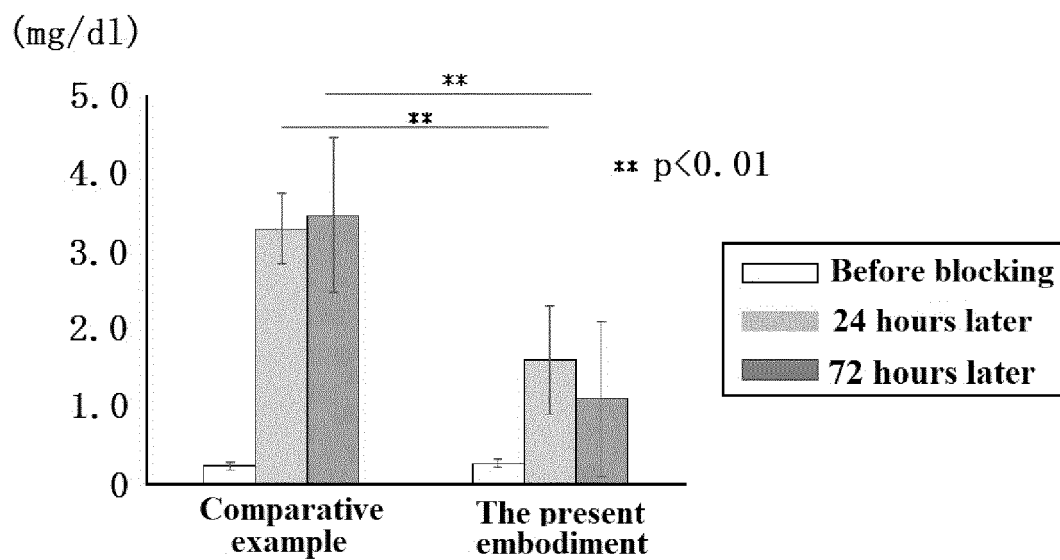 (mg/dl)
5.0
4.0
3.0
2.0
1.0
0
**
**
** p<0.01
Before blocking
24 hours later
72 hours later
Comparative
example
The present
embodiment